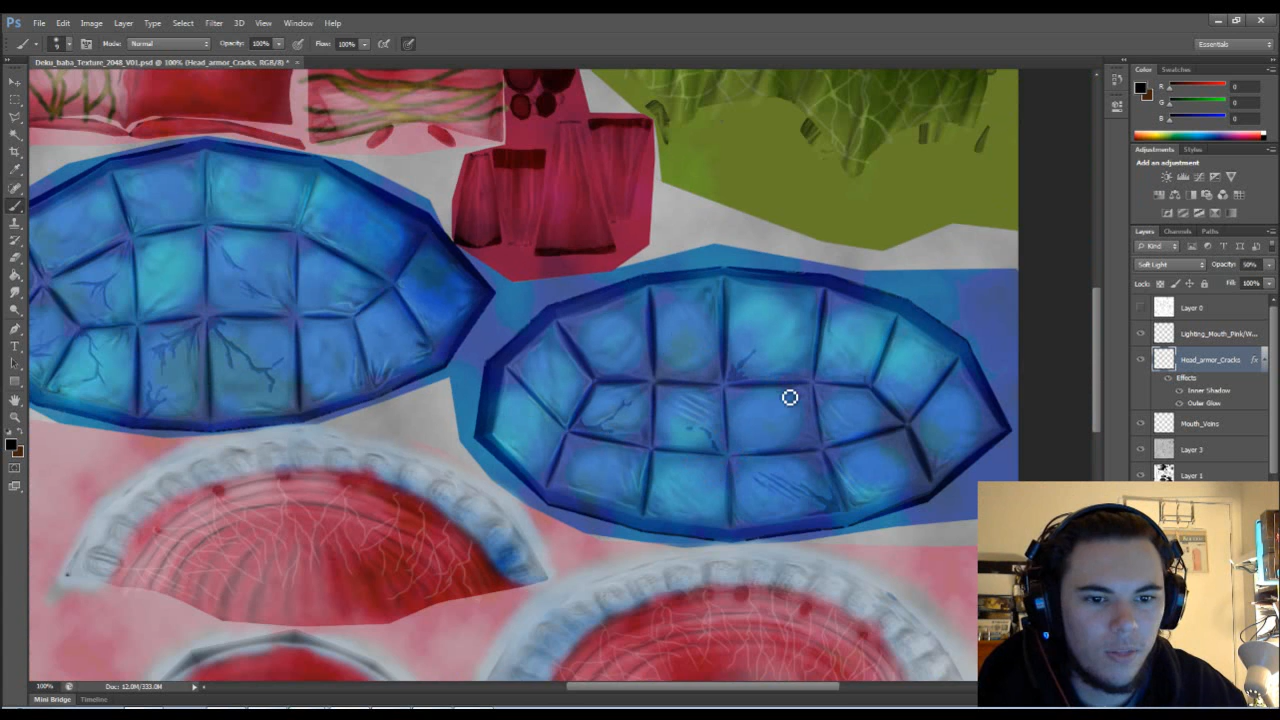 Ps File Edit Image Layer Type Select Filter 3D View Window Help
Mode: Normal Opacity: 100% Flow: 100% Essentials
Deku_baba_Texture_2048_V01.psd @ 100% (Head_armor_Cracks, RGB/8) *
Color Swatches
R 0
G 0
B 0
Adjustments Styles
Add an adjustment
Layers Channels Paths
Kind
Soft Light Opacity: 50%
Lock: Fill: 100%
Layer 0
Lighting_Mouth_Pink/W...
Head_armor_Cracks fx
Effects
Inner Shadow
Outer Glow
Mouth_Veins
Layer 3
Layer 1
100% Doc: 12.0M/333.0M
Mini Bridge Timeline